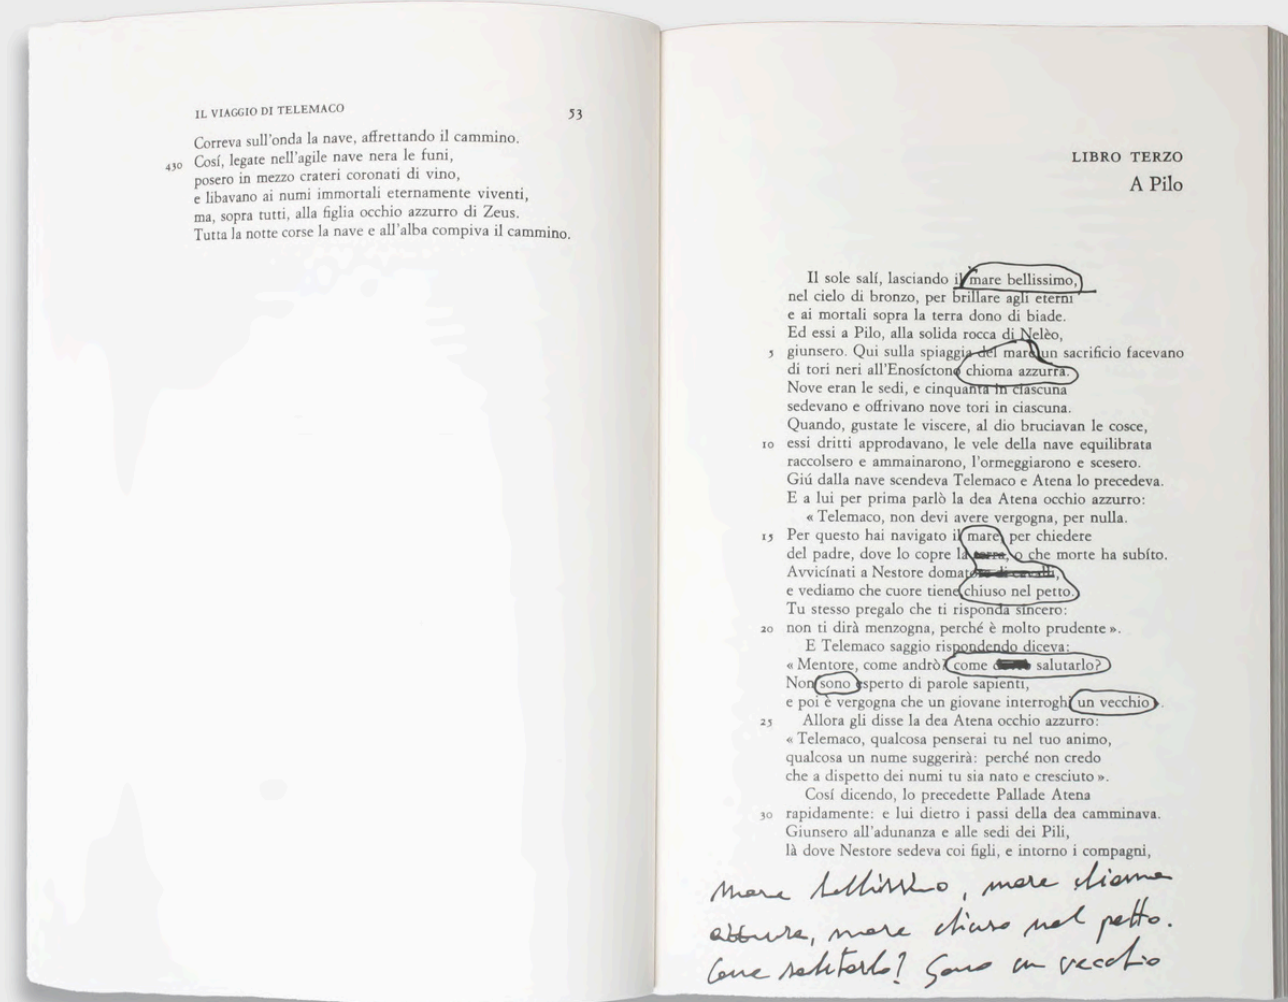 IL VIAGGIO DI TELEMACO 53
Correva sull'onda la nave, affrettando il cammino.
430 Cosí, legate nell'agile nave nera le funi,
posero in mezzo crateri coronati di vino,
e libavano ai numi immortali eternamente viventi,
ma, sopra tutti, alla figlia occhio azzurro di Zeus.
Tutta la notte corse la nave e all'alba compiva il cammino.
LIBRO TERZO
A Pilo
Il sole salí, lasciando il mare bellissimo,
nel cielo di bronzo, per brillare agli eterni
e ai mortali sopra la terra dono di biade.
Ed essi a Pilo, alla solida rocca di Nelèo,
5 giunsero. Qui sulla spiaggia del mare un sacrificio facevano
di tori neri all'Enosíctono chioma azzurra.
Nove eran le sedi, e cinquanta in ciascuna
sedevano e offrivano nove tori in ciascuna.
Quando, gustate le viscere, al dio bruciavan le cosce,
10 essi dritti approdavano, le vele della nave equilibrata
raccolsero e ammainarono, l'ormeggiarono e scesero.
Giú dalla nave scendeva Telemaco e Atena lo precedeva.
E a lui per prima parlò la dea Atena occhio azzurro:
« Telemaco, non devi avere vergogna, per nulla.
15 Per questo hai navigato il mare, per chiedere
del padre, dove lo copre la terra, o che morte ha subíto.
Avvicínati a Nestore domatore di cavalli,
e vediamo che cuore tiene chiuso nel petto.
Tu stesso pregalo che ti risponda sincero:
20 non ti dirà menzogna, perché è molto prudente ».
E Telemaco saggio rispondendo diceva:
« Mentore, come andrò? come salutarlo?
Non sono esperto di parole sapienti,
e poi è vergogna che un giovane interroghi un vecchio ».
25 Allora gli disse la dea Atena occhio azzurro:
« Telemaco, qualcosa penserai tu nel tuo animo,
qualcosa un nume suggerirà: perché non credo
che a dispetto dei numi tu sia nato e cresciuto ».
Cosí dicendo, lo precedette Pallade Atena
30 rapidamente: e lui dietro i passi della dea camminava.
Giunsero all'adunanza e alle sedi dei Pili,
là dove Nestore sedeva coi figli, e intorno i compagni,
mare bellissimo, mare chioma
azzurra, mare chiuso nel petto.
Come salutarlo? Sono un vecchio